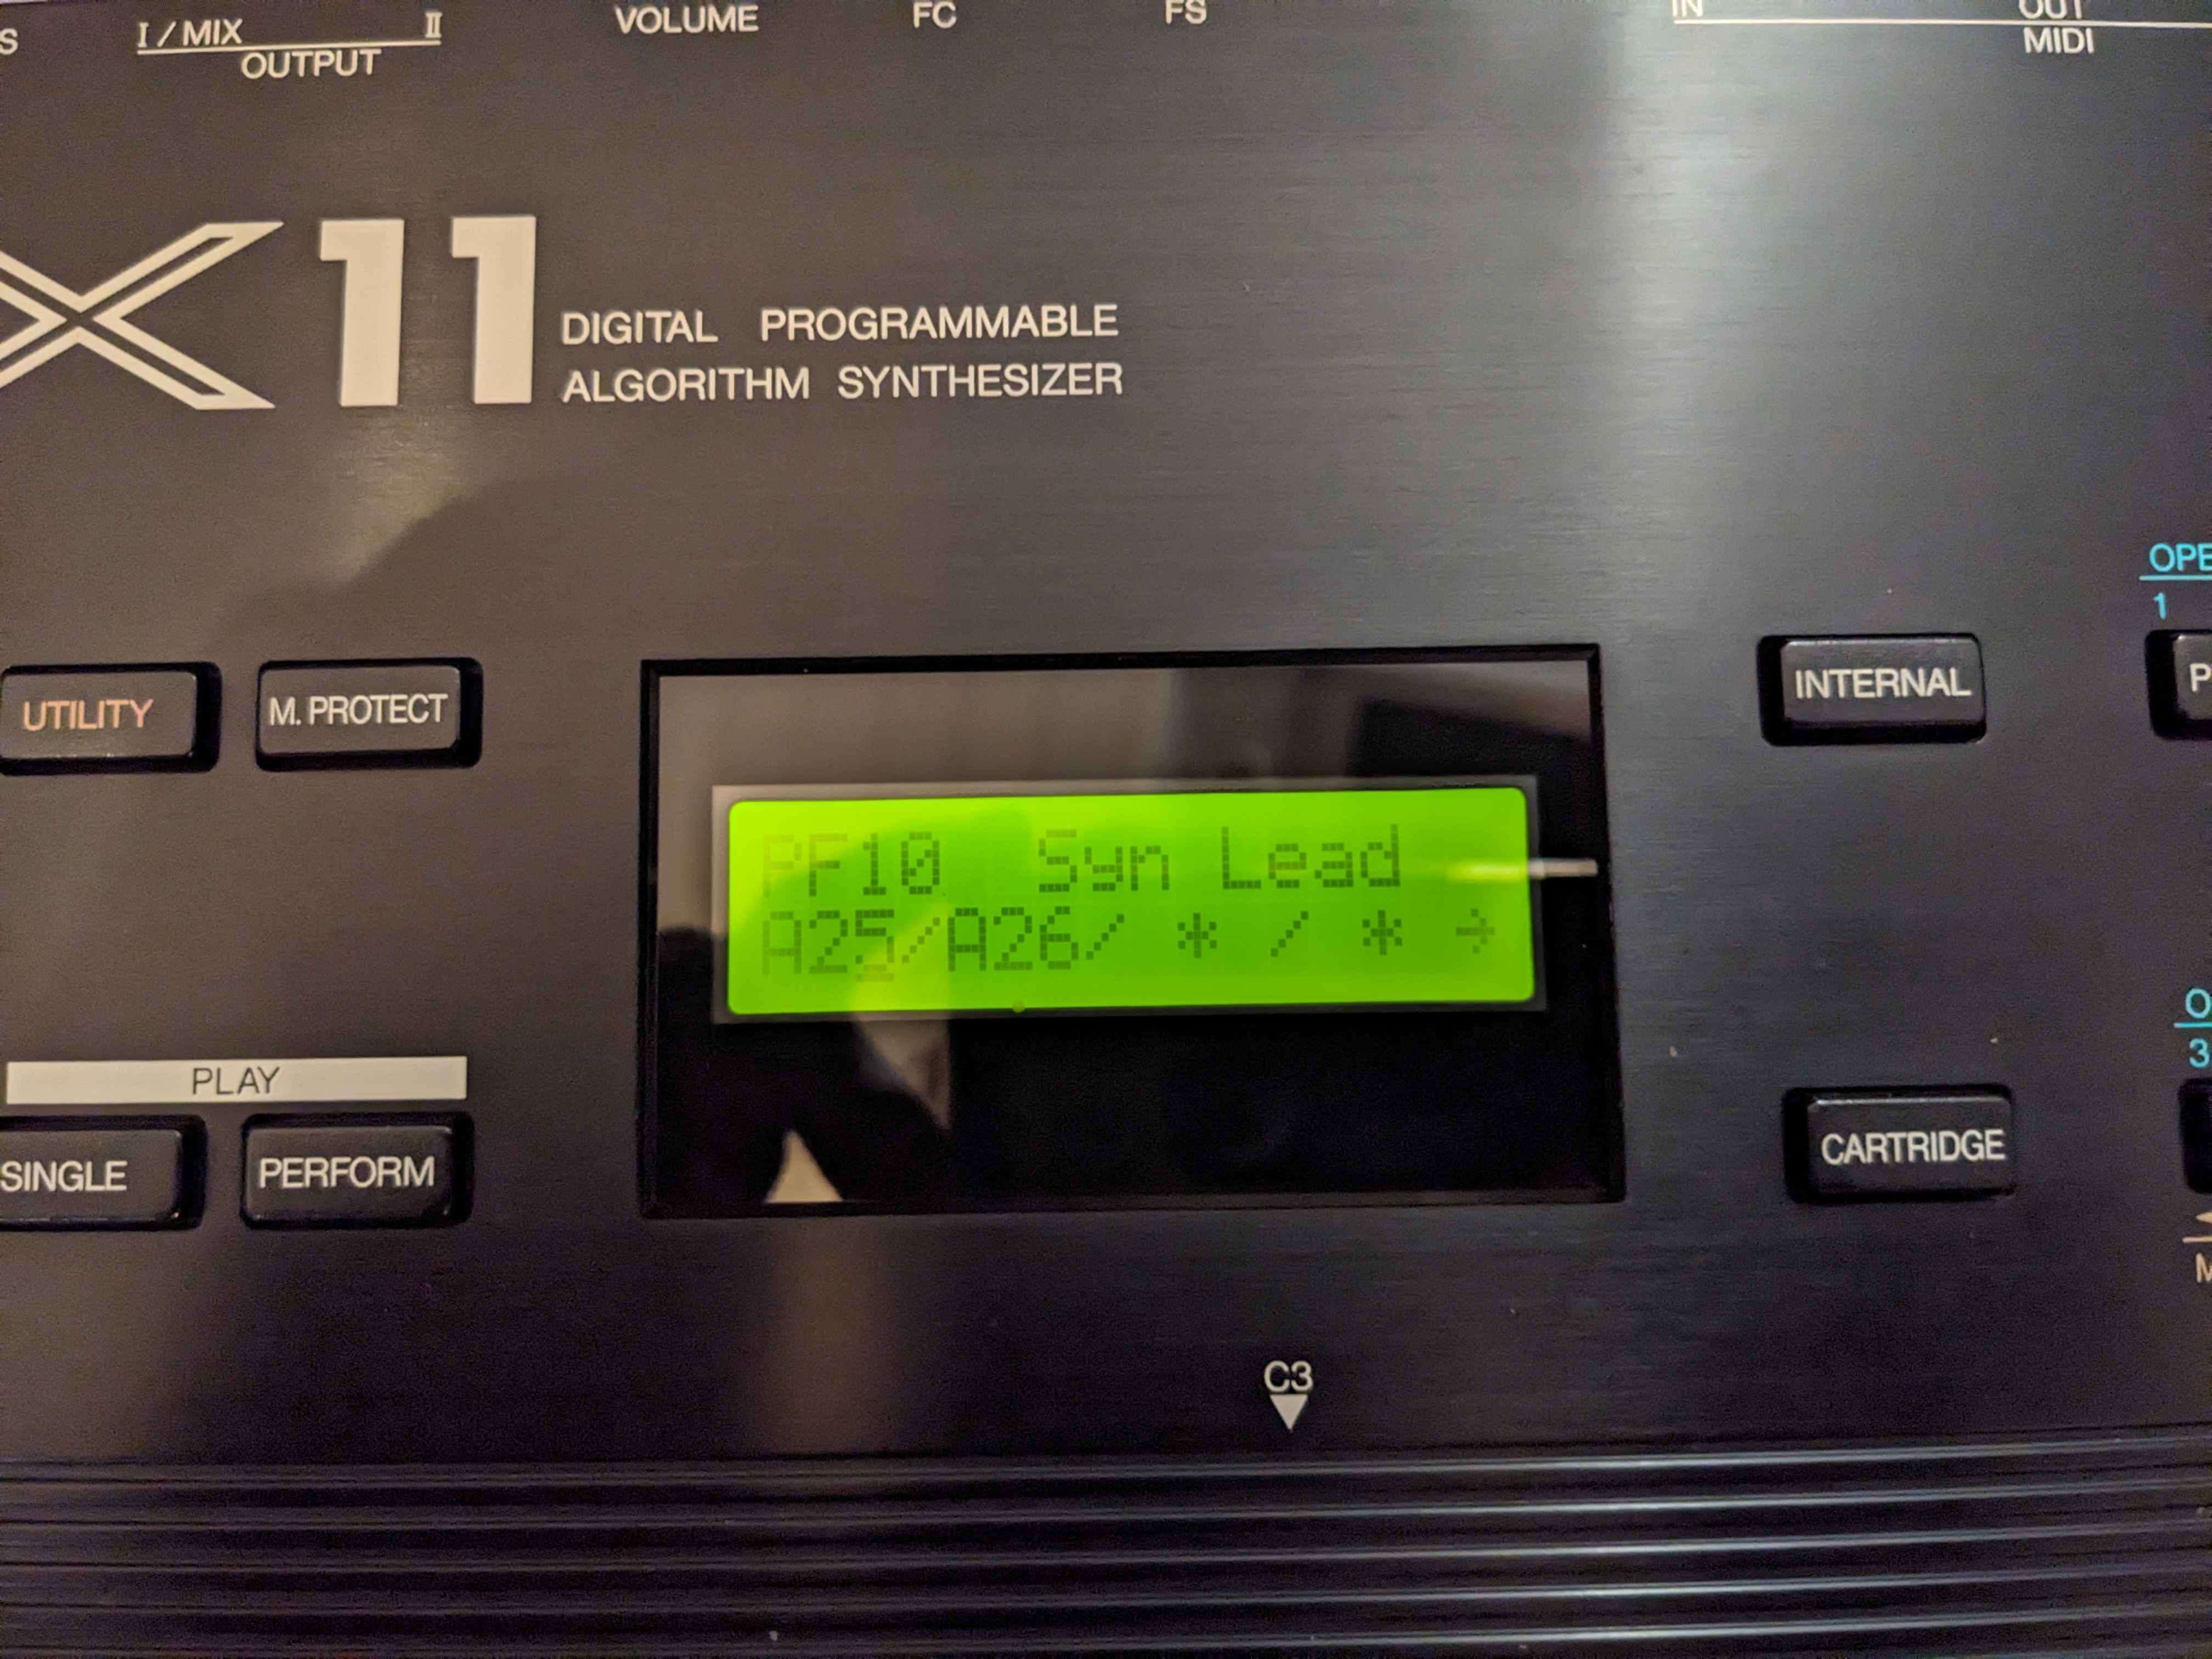 S I / MIX II VOLUME FC FS IN OUT
OUTPUT MIDI
X11 DIGITAL PROGRAMMABLE
ALGORITHM SYNTHESIZER
OPE
1
UTILITY M. PROTECT INTERNAL P
PF10 Syn Lead
A25/A26/ * / * →
O
3
PLAY
SINGLE PERFORM CARTRIDGE
M
C3